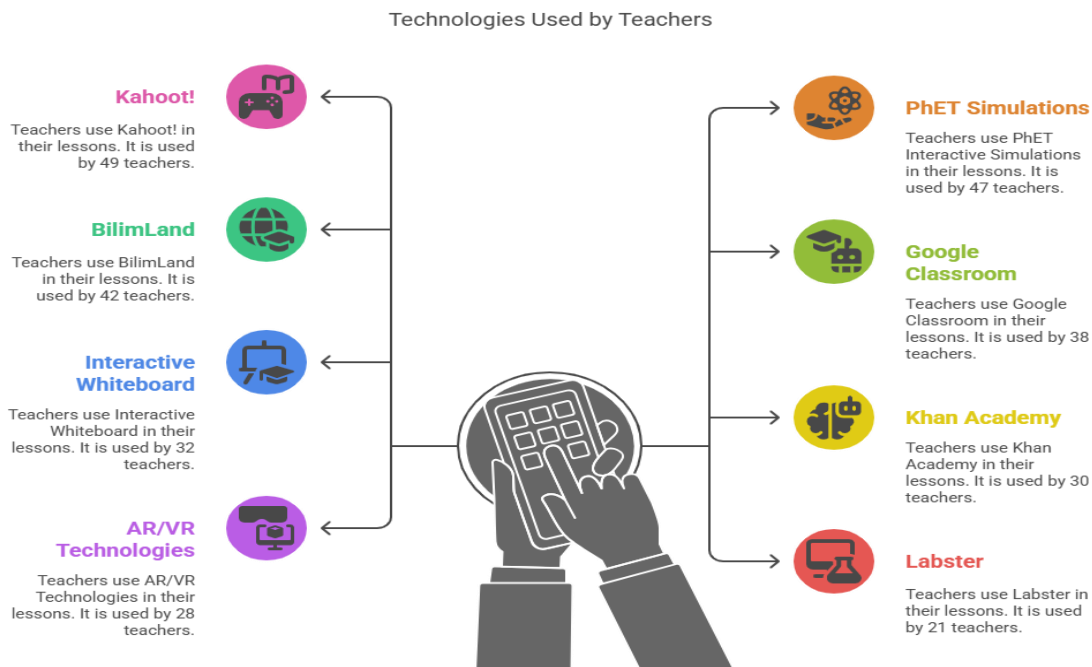 Technologies Used by Teachers
Kahoot!
Teachers use Kahoot! in
their lessons. It is used
by 49 teachers.
BilimLand
Teachers use BilimLand
in their lessons. It is
used by 42 teachers.
Interactive
Whiteboard
Teachers use Interactive
Whiteboard in their
lessons. It is used by 32
teachers.
AR/VR
Technologies
Teachers use AR/VR
Technologies in their
lessons. It is used by 28
teachers.
PhET Simulations
Teachers use PhET
Interactive Simulations
in their lessons. It is
used by 47 teachers.
Google
Classroom
Teachers use Google
Classroom in their
lessons. It is used by 38
teachers.
Khan Academy
Teachers use Khan
Academy in their
lessons. It is used by 30
teachers.
Labster
Teachers use Labster in
their lessons. It is used
by 21 teachers.